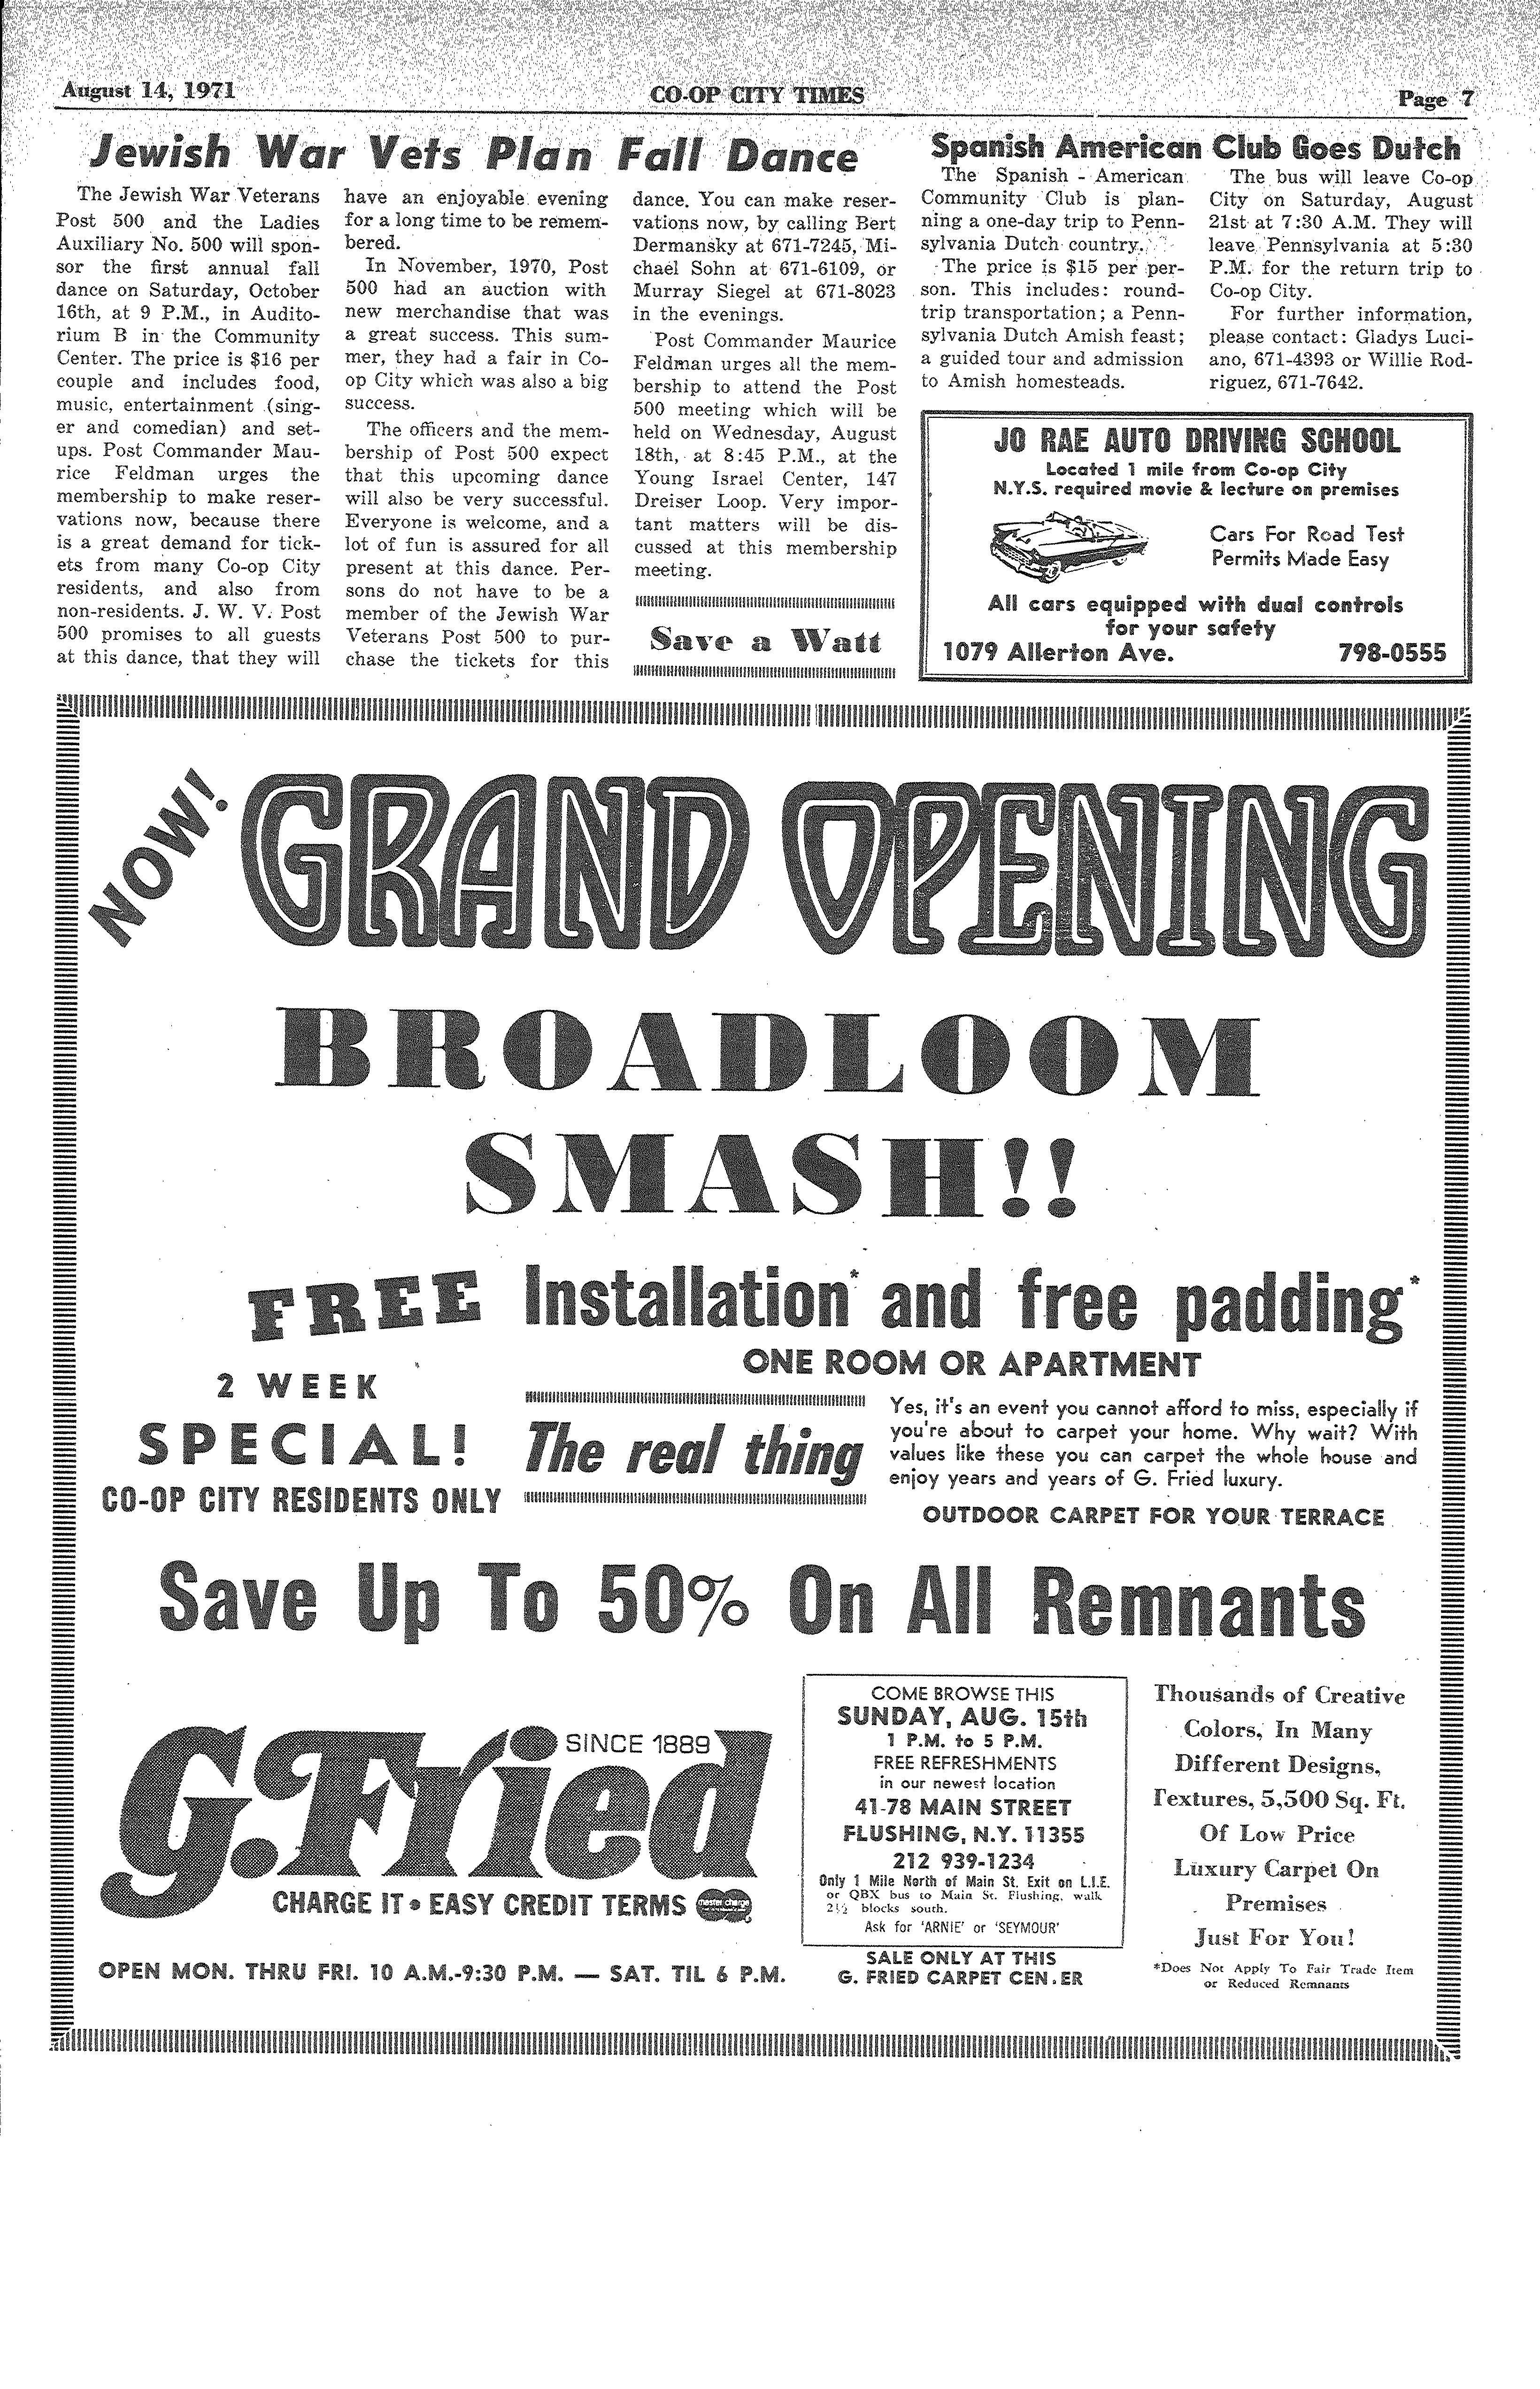 August 14, 1971
CO-OP CITY TIMES
Page 7
Jewish War Vets Plan Fall Dance
The Jewish War Veterans
Post 500 and the Ladies
Auxiliary No. 500 will spon-
sor the first annual fall
dance on Saturday, October
16th, at 9 P.M., in Audito-
rium B in the Community
Center. The price is $16 per
couple and includes food,
music, entertainment (sing-
er and comedian) and set-
ups. Post Commander Mau-
rice Feldman urges the
membership to make reser-
vations now, because there
is a great demand for tick-
ets from many Co-op City
residents, and also from
non-residents. J. W. V. Post
500 promises to all guests
at this dance, that they will
have an enjoyable evening
for a long time to be remem-
bered.
In November, 1970, Post
500 had an auction with
new merchandise that was
a great success. This sum-
mer, they had a fair in Co-
op City which was also a big
success.
The officers and the mem-
bership of Post 500 expect
that this upcoming dance
will also be very successful.
Everyone is welcome, and a
lot of fun is assured for all
present at this dance. Per-
sons do not have to be a
member of the Jewish War
Veterans Post 500 to pur-
chase the tickets for this
dance. You can make reser-
vations now, by calling Bert
Dermansky at 671-7245, Mi-
chael Sohn at 671-6109, or
Murray Siegel at 671-8023
in the evenings.
Post Commander Maurice
Feldman urges all the mem-
bership to attend the Post
500 meeting which will be
held on Wednesday, August
18th, at 8:45 P.M., at the
Young Israel Center, 147
Dreiser Loop. Very impor-
tant matters will be dis-
cussed at this membership
meeting.
Save a Watt
Spanish American Club Goes Dutch
The Spanish - American
Community Club is plan-
ning a one-day trip to Penn-
sylvania Dutch country.
The price is $15 per per-
son. This includes: round-
trip transportation; a Penn-
sylvania Dutch Amish feast;
a guided tour and admission
to Amish homesteads.
The bus will leave Co-op
City on Saturday, August
21st at 7:30 A.M. They will
leave Pennsylvania at 5:30
P.M. for the return trip to
Co-op City.
For further information,
please contact: Gladys Luci-
ano, 671-4393 or Willie Rod-
riguez, 671-7642.
JO RAE AUTO DRIVING SCHOOL
Located 1 mile from Co-op City
N.Y.S. required movie & lecture on premises
Cars For Road Test
Permits Made Easy
All cars equipped with dual controls
for your safety
1079 Allerton Ave. 798-0555
NOW! GRAND OPENING
BROADLOOM
SMASH!!
FREE Installation* and free padding*
ONE ROOM OR APARTMENT
2 WEEK
SPECIAL!
CO-OP CITY RESIDENTS ONLY
The real thing
Yes, it's an event you cannot afford to miss, especially if
you're about to carpet your home. Why wait? With
values like these you can carpet the whole house and
enjoy years and years of G. Fried luxury.
OUTDOOR CARPET FOR YOUR TERRACE
Save Up To 50% On All Remnants
G. Fried SINCE 1889
CHARGE IT • EASY CREDIT TERMS master charge
OPEN MON. THRU FRI. 10 A.M.-9:30 P.M. — SAT. TIL 6 P.M.
COME BROWSE THIS
SUNDAY, AUG. 15th
1 P.M. to 5 P.M.
FREE REFRESHMENTS
in our newest location
41-78 MAIN STREET
FLUSHING, N.Y. 11355
212 939-1234
Only 1 Mile North of Main St. Exit on L.I.E.
or QBX bus to Main St. Flushing, walk
2½ blocks south.
Ask for 'ARNIE' or 'SEYMOUR'
SALE ONLY AT THIS
G. FRIED CARPET CEN.ER
Thousands of Creative
Colors, In Many
Different Designs,
Textures, 5,500 Sq. Ft.
Of Low Price
Luxury Carpet On
Premises
Just For You!
*Does Not Apply To Fair Trade Item
or Reduced Remnants